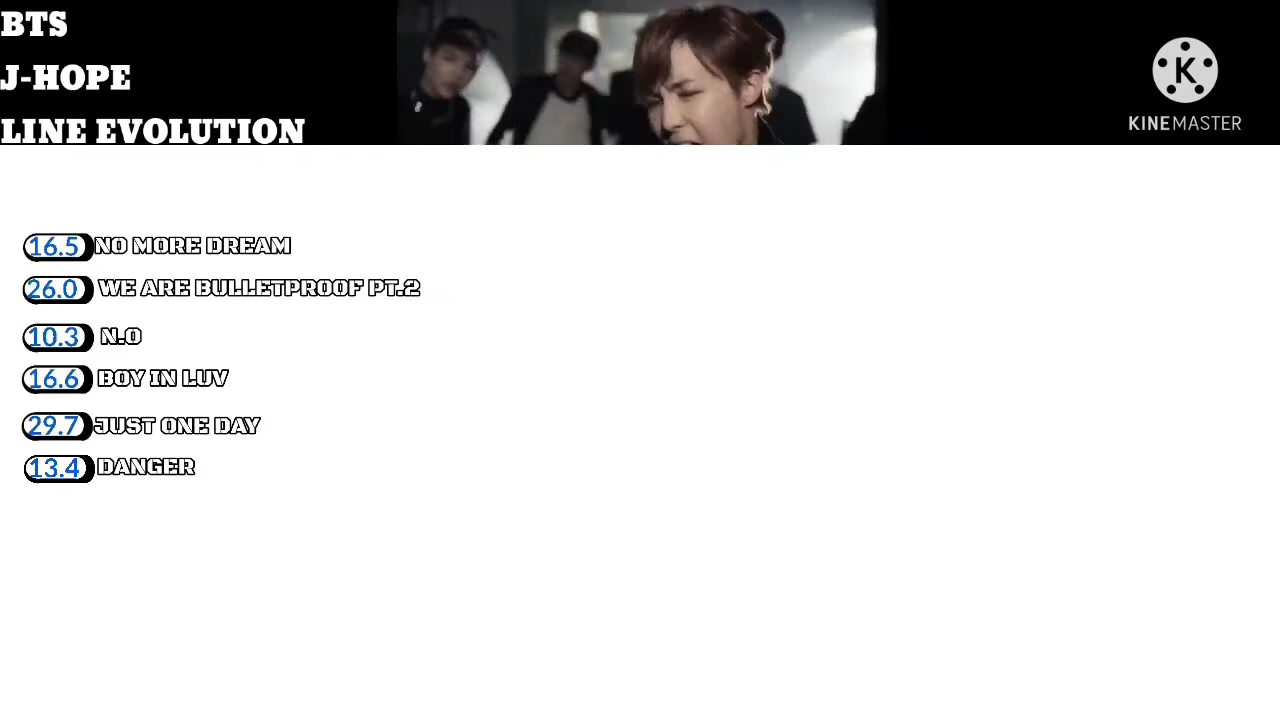 BTS
J-HOPE
LINE EVOLUTION
K
KINEMASTER
16.5 NO MORE DREAM
26.0 WE ARE BULLETPROOF PT.2
10.3 N.O
16.6 BOY IN LUV
29.7 JUST ONE DAY
13.4 DANGER